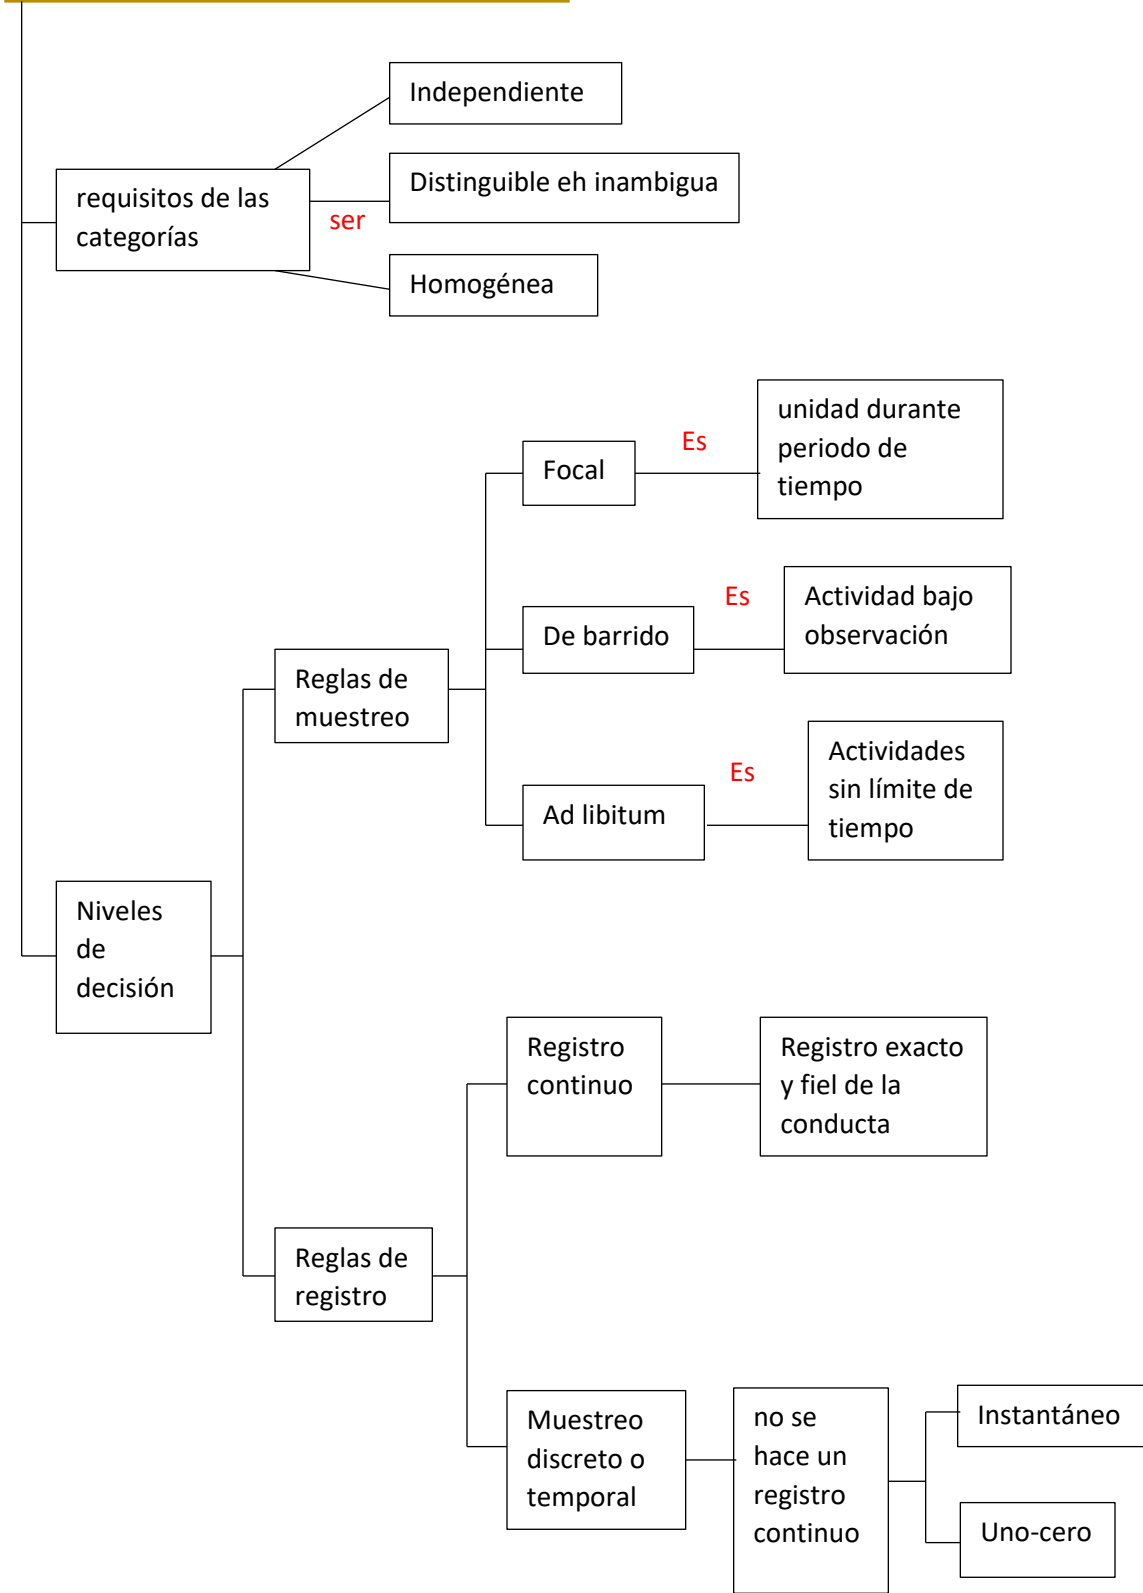 Independiente
requisitos de las
categorías
ser
Distinguible eh inambigua
Homogénea
Niveles
de
decisión
Reglas de
muestreo
Focal
Es
unidad durante
periodo de
tiempo
De barrido
Es
Actividad bajo
observación
Ad libitum
Es
Actividades
sin límite de
tiempo
Reglas de
registro
Registro
continuo
Registro exacto
y fiel de la
conducta
Muestreo
discreto o
temporal
no se
hace un
registro
continuo
Instantáneo
Uno-cero